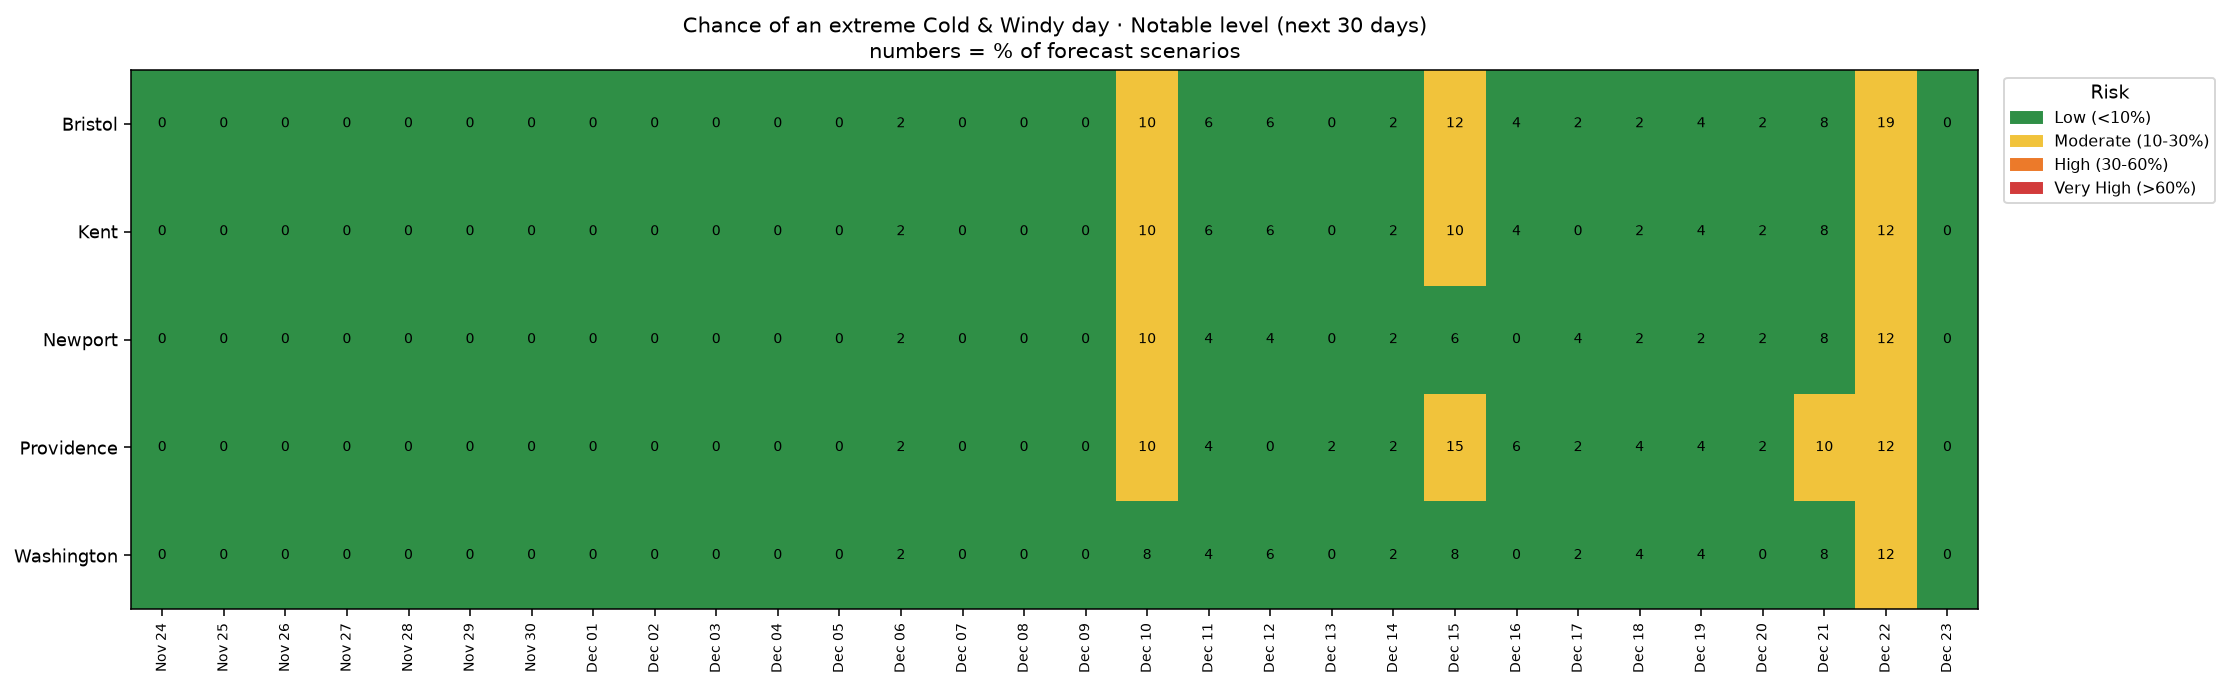 Chance of an extreme Cold & Windy day · Notable level (next 30 days)
numbers = % of forecast scenarios
Bristol 0 0 0 0 0 0 0 0 0 0 0 0 2 0 0 0 10 6 6 0 2 12 4 2 2 4 2 8 19 0
Kent 0 0 0 0 0 0 0 0 0 0 0 0 2 0 0 0 10 6 6 0 2 10 4 0 2 4 2 8 12 0
Newport 0 0 0 0 0 0 0 0 0 0 0 0 2 0 0 0 10 4 4 0 2 6 0 4 2 2 2 8 12 0
Providence 0 0 0 0 0 0 0 0 0 0 0 0 2 0 0 0 10 4 0 2 2 15 6 2 4 4 2 10 12 0
Washington 0 0 0 0 0 0 0 0 0 0 0 0 2 0 0 0 8 4 6 0 2 8 0 2 4 4 0 8 12 0
Nov 24 Nov 25 Nov 26 Nov 27 Nov 28 Nov 29 Nov 30 Dec 01 Dec 02 Dec 03 Dec 04 Dec 05 Dec 06 Dec 07 Dec 08 Dec 09 Dec 10 Dec 11 Dec 12 Dec 13 Dec 14 Dec 15 Dec 16 Dec 17 Dec 18 Dec 19 Dec 20 Dec 21 Dec 22 Dec 23
Risk
Low (<10%)
Moderate (10-30%)
High (30-60%)
Very High (>60%)